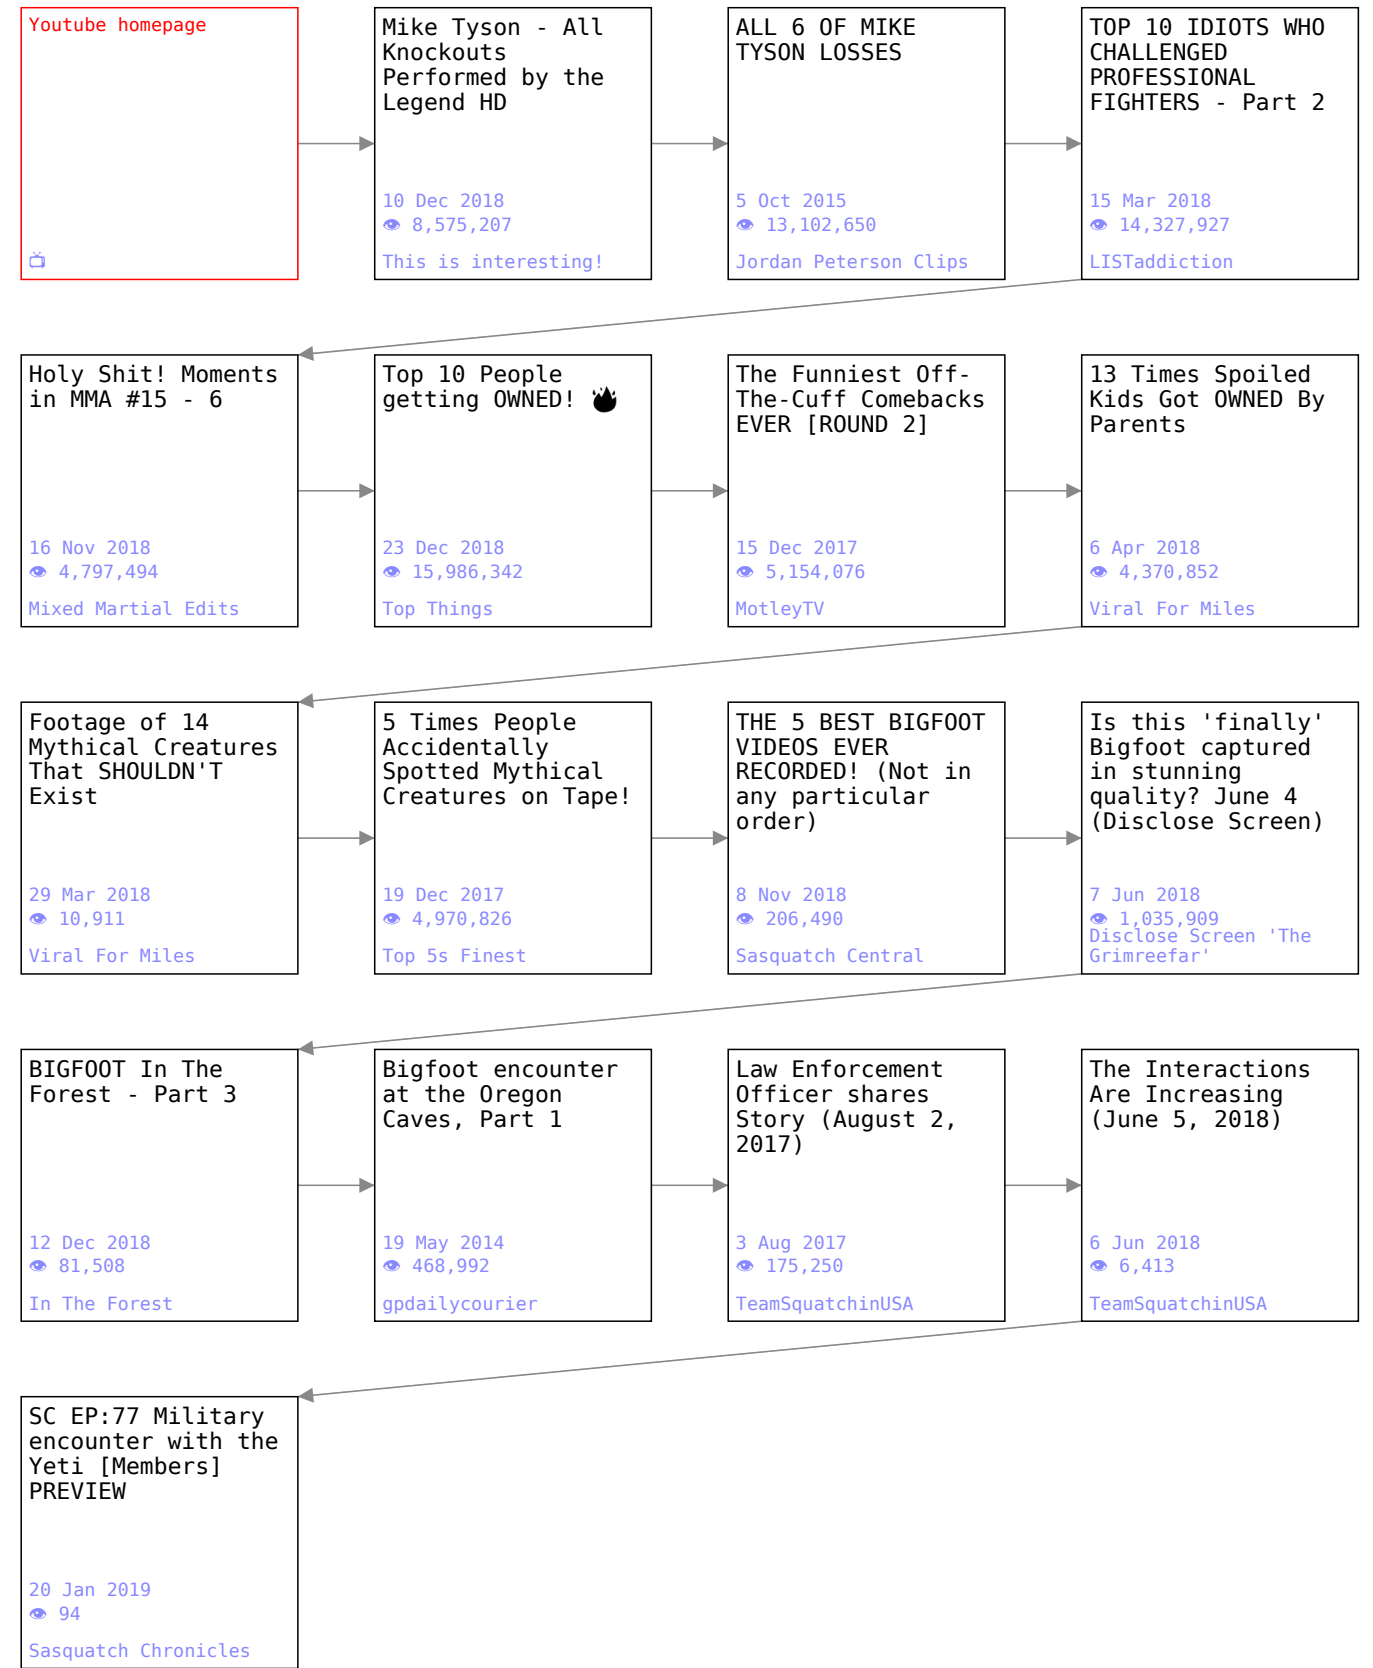 Youtube homepage
📺
Mike Tyson - All
Knockouts
Performed by the
Legend HD
10 Dec 2018
👁 8,575,207
This is interesting!
ALL 6 OF MIKE
TYSON LOSSES
5 Oct 2015
👁 13,102,650
Jordan Peterson Clips
TOP 10 IDIOTS WHO
CHALLENGED
PROFESSIONAL
FIGHTERS - Part 2
15 Mar 2018
👁 14,327,927
LISTaddiction
Holy Shit! Moments
in MMA #15 - 6
16 Nov 2018
👁 4,797,494
Mixed Martial Edits
Top 10 People
getting OWNED! 🔥
23 Dec 2018
👁 15,986,342
Top Things
The Funniest Off-
The-Cuff Comebacks
EVER [ROUND 2]
15 Dec 2017
👁 5,154,076
MotleyTV
13 Times Spoiled
Kids Got OWNED By
Parents
6 Apr 2018
👁 4,370,852
Viral For Miles
Footage of 14
Mythical Creatures
That SHOULDN'T
Exist
29 Mar 2018
👁 10,911
Viral For Miles
5 Times People
Accidentally
Spotted Mythical
Creatures on Tape!
19 Dec 2017
👁 4,970,826
Top 5s Finest
THE 5 BEST BIGFOOT
VIDEOS EVER
RECORDED! (Not in
any particular
order)
8 Nov 2018
👁 206,490
Sasquatch Central
Is this 'finally'
Bigfoot captured
in stunning
quality? June 4
(Disclose Screen)
7 Jun 2018
👁 1,035,909
Disclose Screen 'The
Grimreefar'
BIGFOOT In The
Forest - Part 3
12 Dec 2018
👁 81,508
In The Forest
Bigfoot encounter
at the Oregon
Caves, Part 1
19 May 2014
👁 468,992
gpdailycourier
Law Enforcement
Officer shares
Story (August 2,
2017)
3 Aug 2017
👁 175,250
TeamSquatchinUSA
The Interactions
Are Increasing
(June 5, 2018)
6 Jun 2018
👁 6,413
TeamSquatchinUSA
SC EP:77 Military
encounter with the
Yeti [Members]
PREVIEW
20 Jan 2019
👁 94
Sasquatch Chronicles